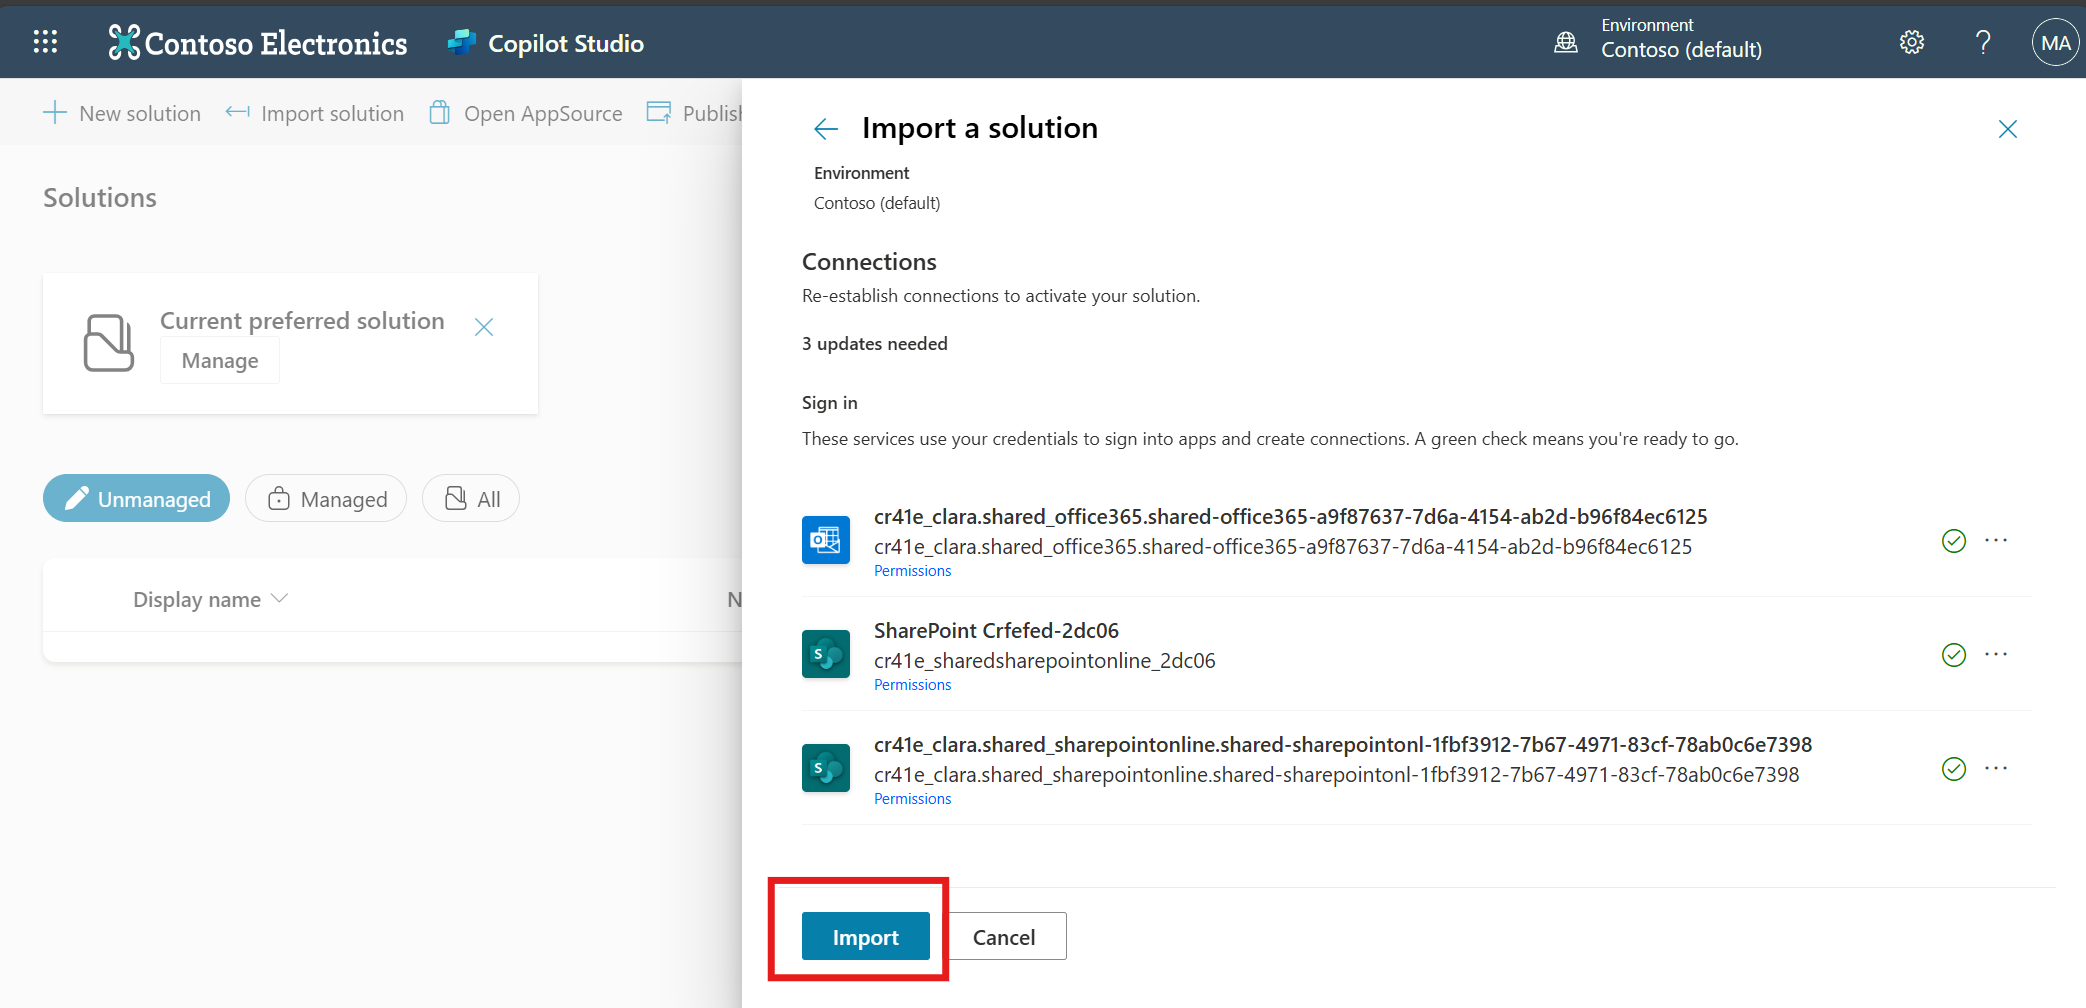 Contoso Electronics
Copilot Studio
Environment
Contoso (default)
?
MA
New solution
Import solution
Open AppSource
Publish
Solutions
Current preferred solution
Manage
Unmanaged
Managed
All
Display name
N
Import a solution
Environment
Contoso (default)
Connections
Re-establish connections to activate your solution.
3 updates needed
Sign in
These services use your credentials to sign into apps and create connections. A green check means you're ready to go.
cr41e_clara.shared_office365.shared-office365-a9f87637-7d6a-4154-ab2d-b96f84ec6125
cr41e_clara.shared_office365.shared-office365-a9f87637-7d6a-4154-ab2d-b96f84ec6125
Permissions
SharePoint Crfefed-2dc06
cr41e_sharedsharepointonline_2dc06
Permissions
cr41e_clara.shared_sharepointonline.shared-sharepointonl-1fbf3912-7b67-4971-83cf-78ab0c6e7398
cr41e_clara.shared_sharepointonline.shared-sharepointonl-1fbf3912-7b67-4971-83cf-78ab0c6e7398
Permissions
Import
Cancel